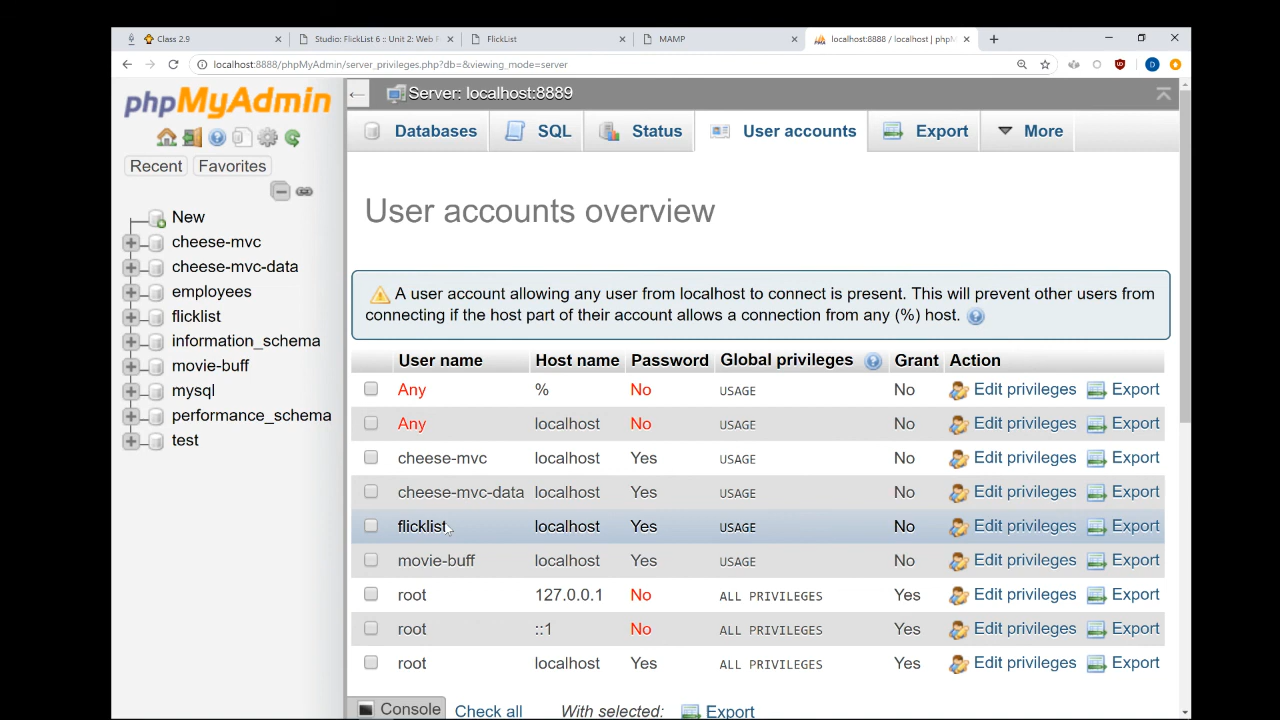 Class 2.9
Studio: FlickList 6 :: Unit 2: Web F
FlickList
MAMP
localhost:8888 / localhost | phpM
localhost:8888/phpMyAdmin/server_privileges.php?db=&viewing_mode=server
phpMyAdmin
Recent
Favorites
New
cheese-mvc
cheese-mvc-data
employees
flicklist
information_schema
movie-buff
mysql
performance_schema
test
Server: localhost:8889
Databases
SQL
Status
User accounts
Export
More
User accounts overview
A user account allowing any user from localhost to connect is present. This will prevent other users from
connecting if the host part of their account allows a connection from any (%) host.
User name Host name Password Global privileges Grant Action
Any % No USAGE No Edit privileges Export
Any localhost No USAGE No Edit privileges Export
cheese-mvc localhost Yes USAGE No Edit privileges Export
cheese-mvc-data localhost Yes USAGE No Edit privileges Export
flicklist localhost Yes USAGE No Edit privileges Export
movie-buff localhost Yes USAGE No Edit privileges Export
root 127.0.0.1 No ALL PRIVILEGES Yes Edit privileges Export
root ::1 No ALL PRIVILEGES Yes Edit privileges Export
root localhost Yes ALL PRIVILEGES Yes Edit privileges Export
Console
Check all With selected: Export